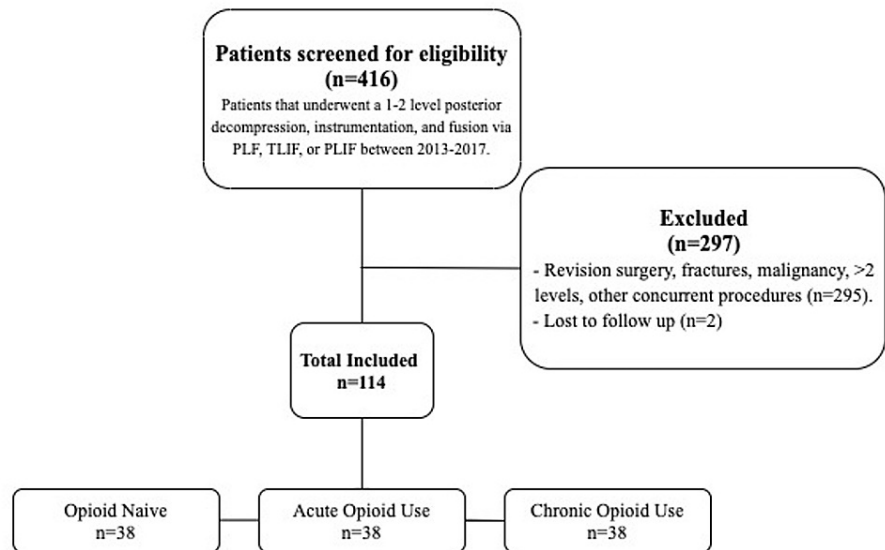 Patients screened for eligibility
(n=416)
Patients that underwent a 1-2 level posterior
decompression, instrumentation, and fusion via
PLF, TLIF, or PLIF between 2013-2017.
Excluded
(n=297)
- Revision surgery, fractures, malignancy, >2
levels, other concurrent procedures (n=295).
- Lost to follow up (n=2)
Total Included
n=114
Opioid Naive
n=38
Acute Opioid Use
n=38
Chronic Opioid Use
n=38